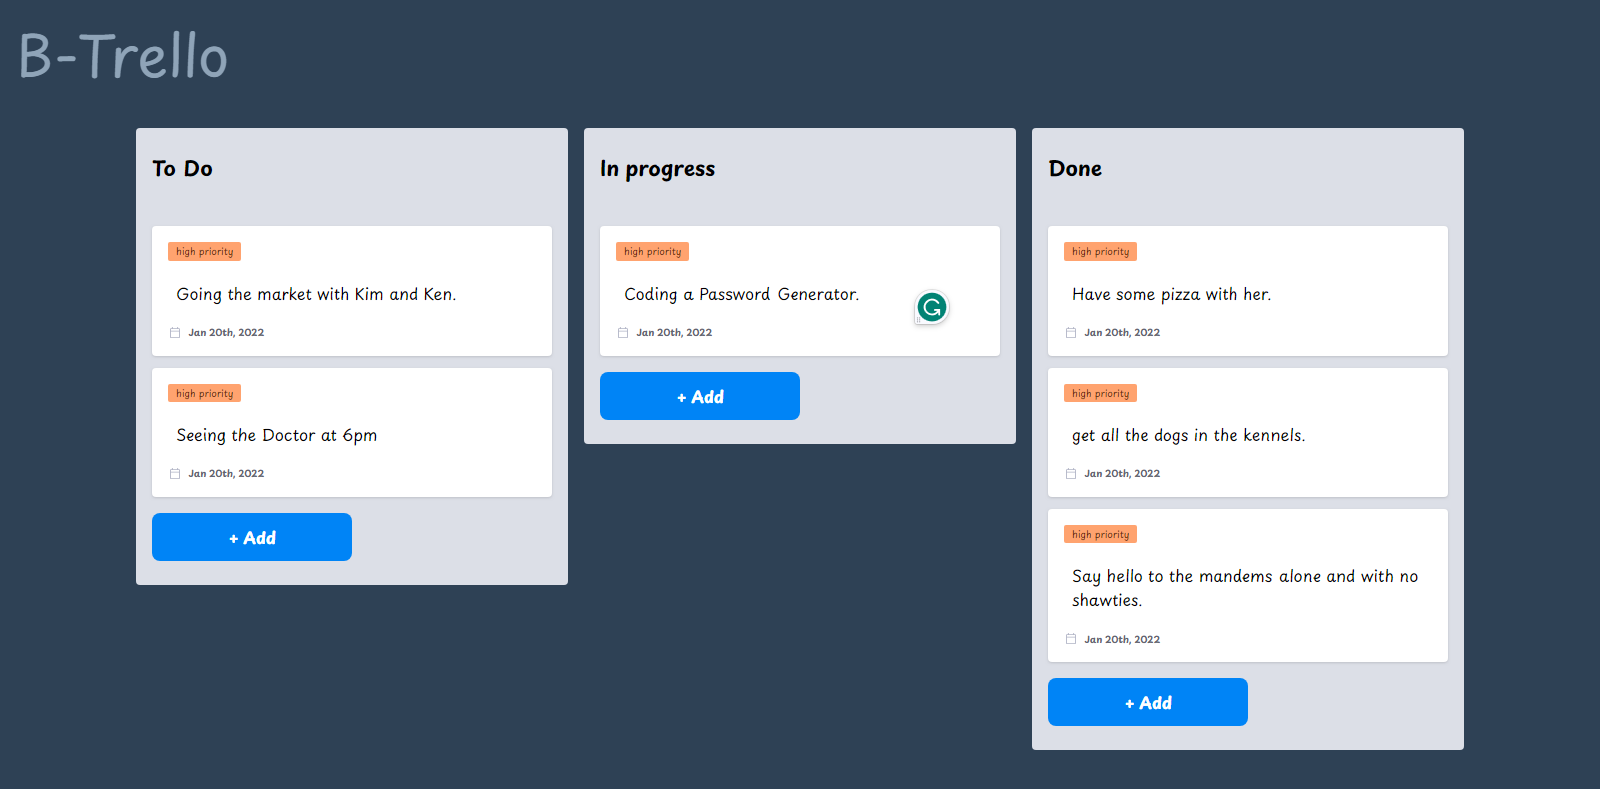 B-Trello
To Do
high priority
Going the market with Kim and Ken.
Jan 20th, 2022
high priority
Seeing the Doctor at 6pm
Jan 20th, 2022
+ Add
In progress
high priority
Coding a Password Generator.
Jan 20th, 2022
+ Add
Done
high priority
Have some pizza with her.
Jan 20th, 2022
high priority
get all the dogs in the kennels.
Jan 20th, 2022
high priority
Say hello to the mandems alone and with no
shawties.
Jan 20th, 2022
+ Add